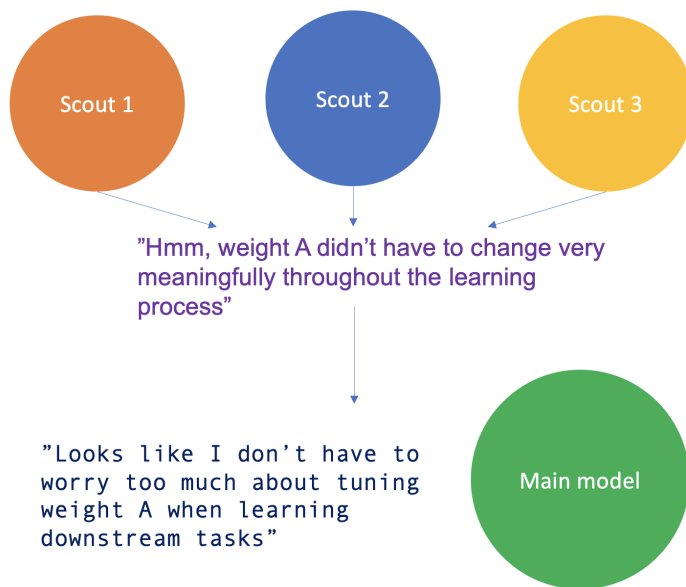 Scout 1
Scout 2
Scout 3
”Hmm, weight A didn’t have to change very
meaningfully throughout the learning
process”
”Looks like I don’t have to
worry too much about tuning
weight A when learning
downstream tasks”
Main model